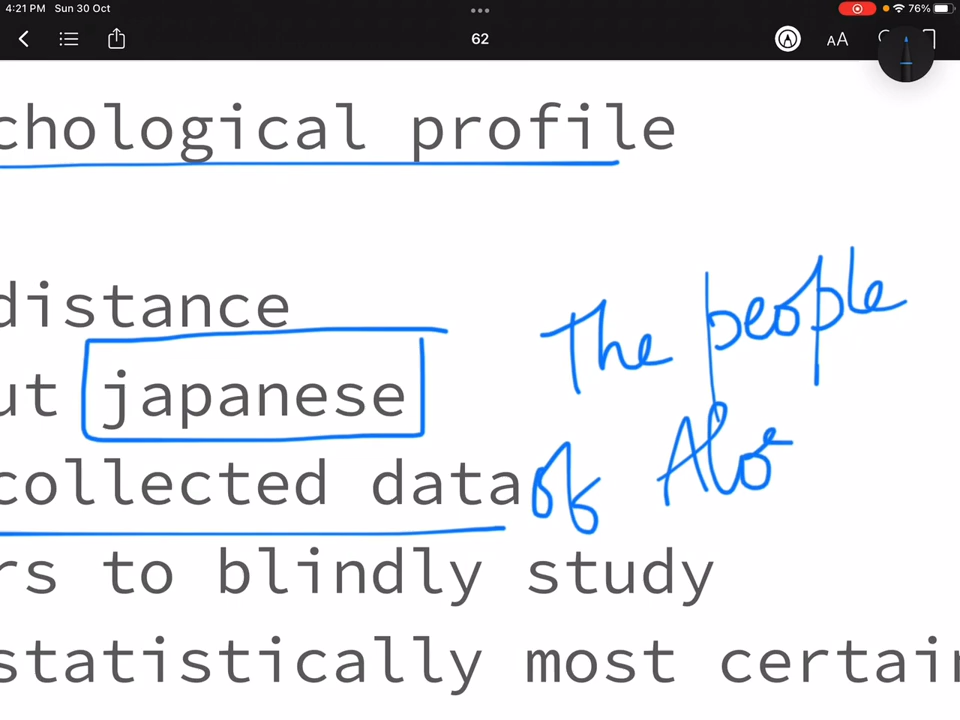 4:21 PM Sun 30 Oct 76%
62 AA
chological profile
distance
The people
ut japanese
collected data of Alo
rs to blindly study
statistically most certain